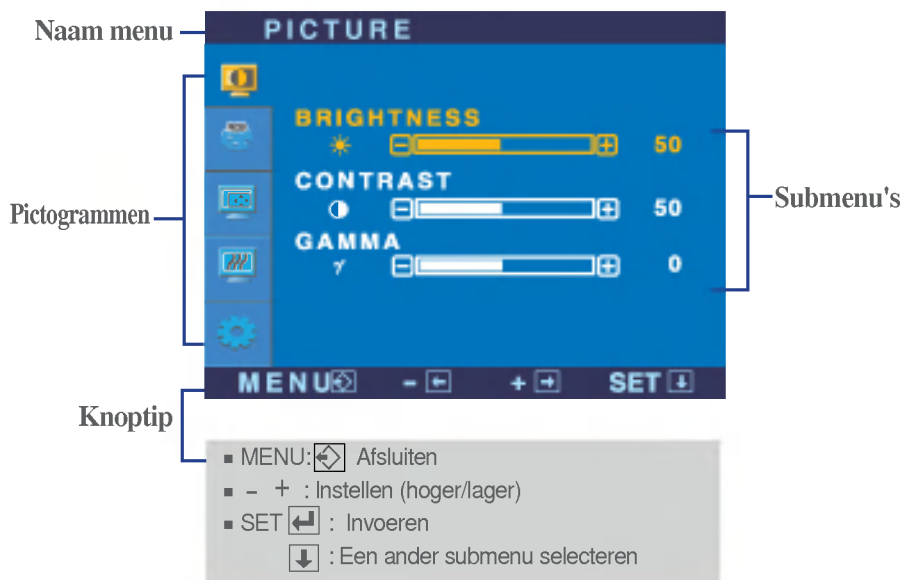 Naam menu
PICTURE
BRIGHTNESS
50
CONTRAST
50
GAMMA
γ 0
Pictogrammen
Submenu's
MENU - + SET
Knoptip
▪ MENU: Afsluiten
▪ - + : Instellen (hoger/lager)
▪ SET : Invoeren
: Een ander submenu selecteren